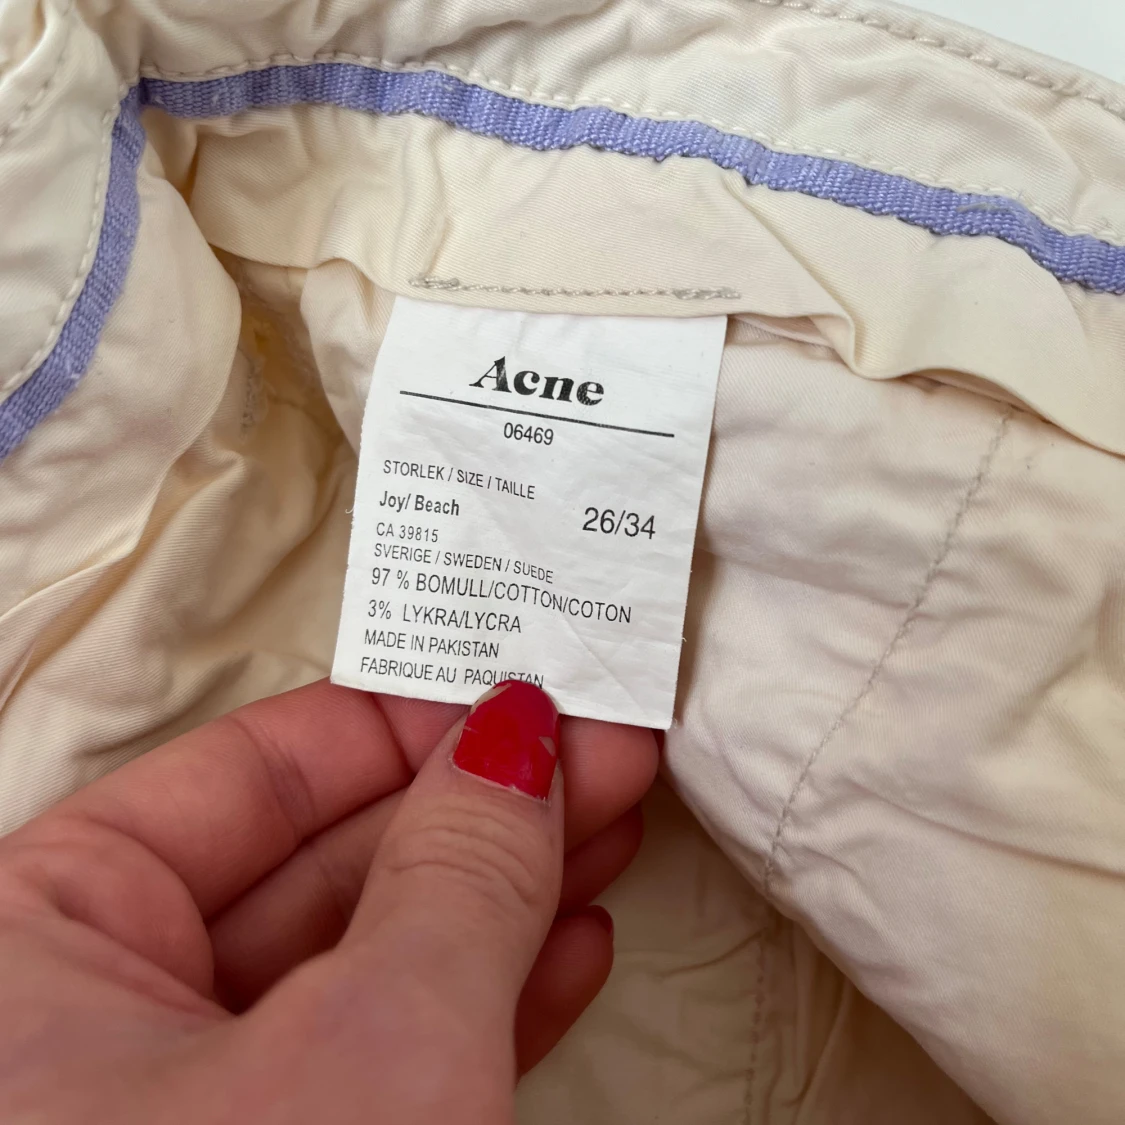 Acne
06469
STORLEK / SIZE / TAILLE
Joy/ Beach 26/34
CA 39815
SVERIGE / SWEDEN / SUEDE
97 % BOMULL/COTTON/COTON
3% LYKRA/LYCRA
MADE IN PAKISTAN
FABRIQUE AU PAQUISTAN